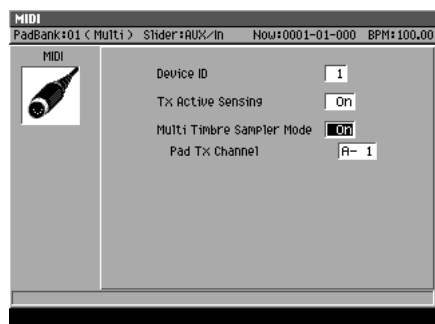 MIDI
PadBank:01 (Multi) Slider:AUX/In Now:0001-01-000 BPM:100.00
MIDI
Device ID 1
Tx Active Sensing On
Multi Timbre Sampler Mode On
Pad Tx Channel A- 1